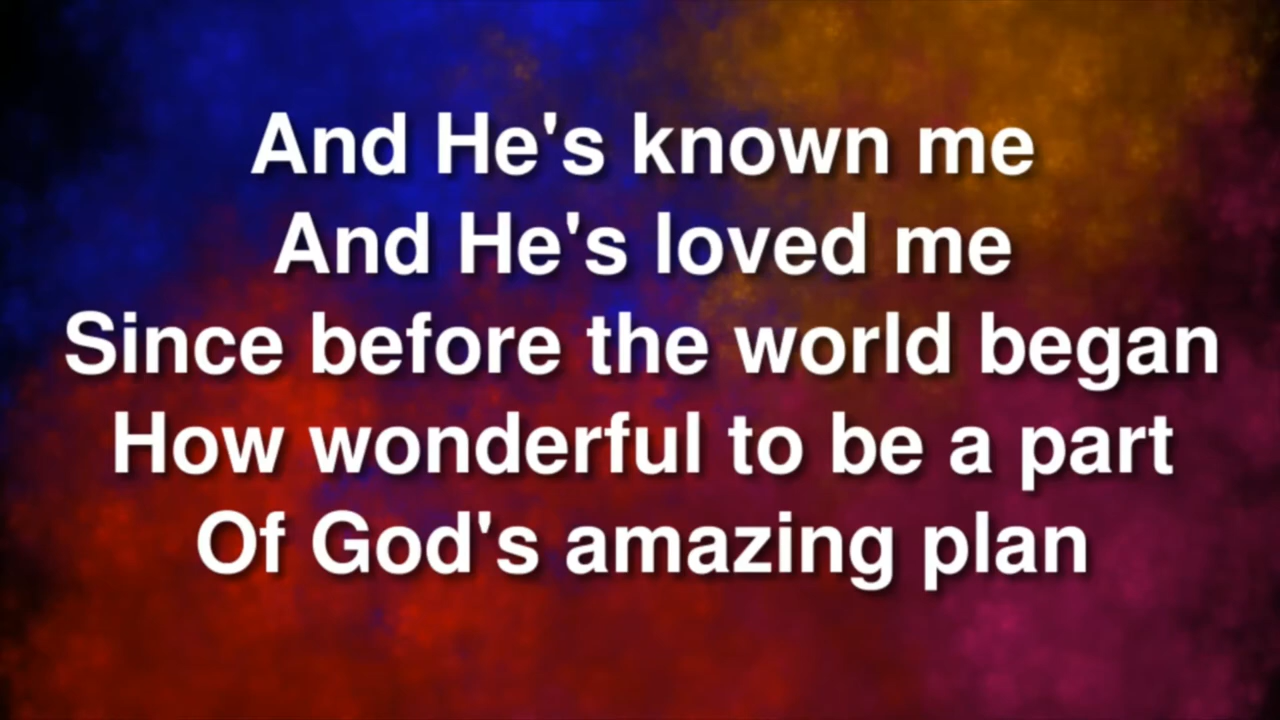 And He's known me
And He's loved me
Since before the world began
How wonderful to be a part
Of God's amazing plan